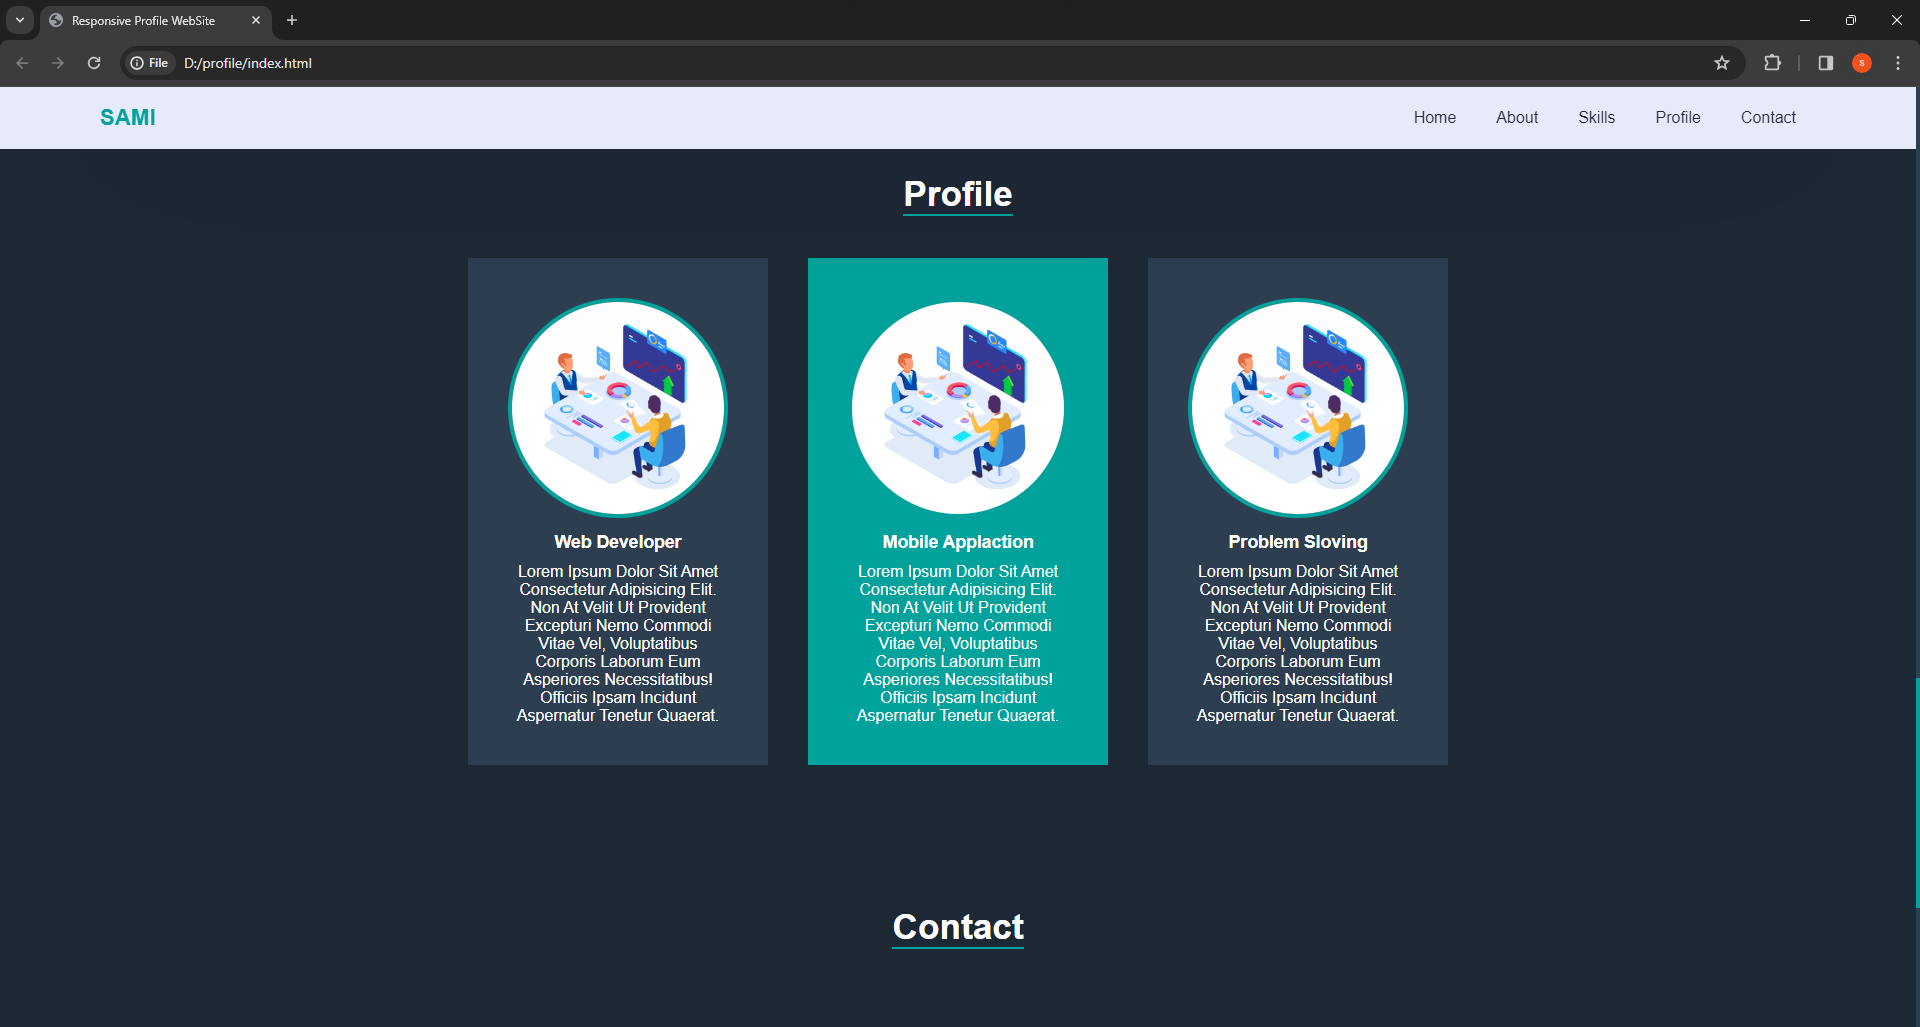 Responsive Profile WebSite
File D:/profile/index.html
S
SAMI
Home About Skills Profile Contact
Profile
Web Developer
Lorem Ipsum Dolor Sit Amet
Consectetur Adipisicing Elit.
Non At Velit Ut Provident
Excepturi Nemo Commodi
Vitae Vel, Voluptatibus
Corporis Laborum Eum
Asperiores Necessitatibus!
Officiis Ipsam Incidunt
Aspernatur Tenetur Quaerat.
Mobile Applaction
Lorem Ipsum Dolor Sit Amet
Consectetur Adipisicing Elit.
Non At Velit Ut Provident
Excepturi Nemo Commodi
Vitae Vel, Voluptatibus
Corporis Laborum Eum
Asperiores Necessitatibus!
Officiis Ipsam Incidunt
Aspernatur Tenetur Quaerat.
Problem Sloving
Lorem Ipsum Dolor Sit Amet
Consectetur Adipisicing Elit.
Non At Velit Ut Provident
Excepturi Nemo Commodi
Vitae Vel, Voluptatibus
Corporis Laborum Eum
Asperiores Necessitatibus!
Officiis Ipsam Incidunt
Aspernatur Tenetur Quaerat.
Contact